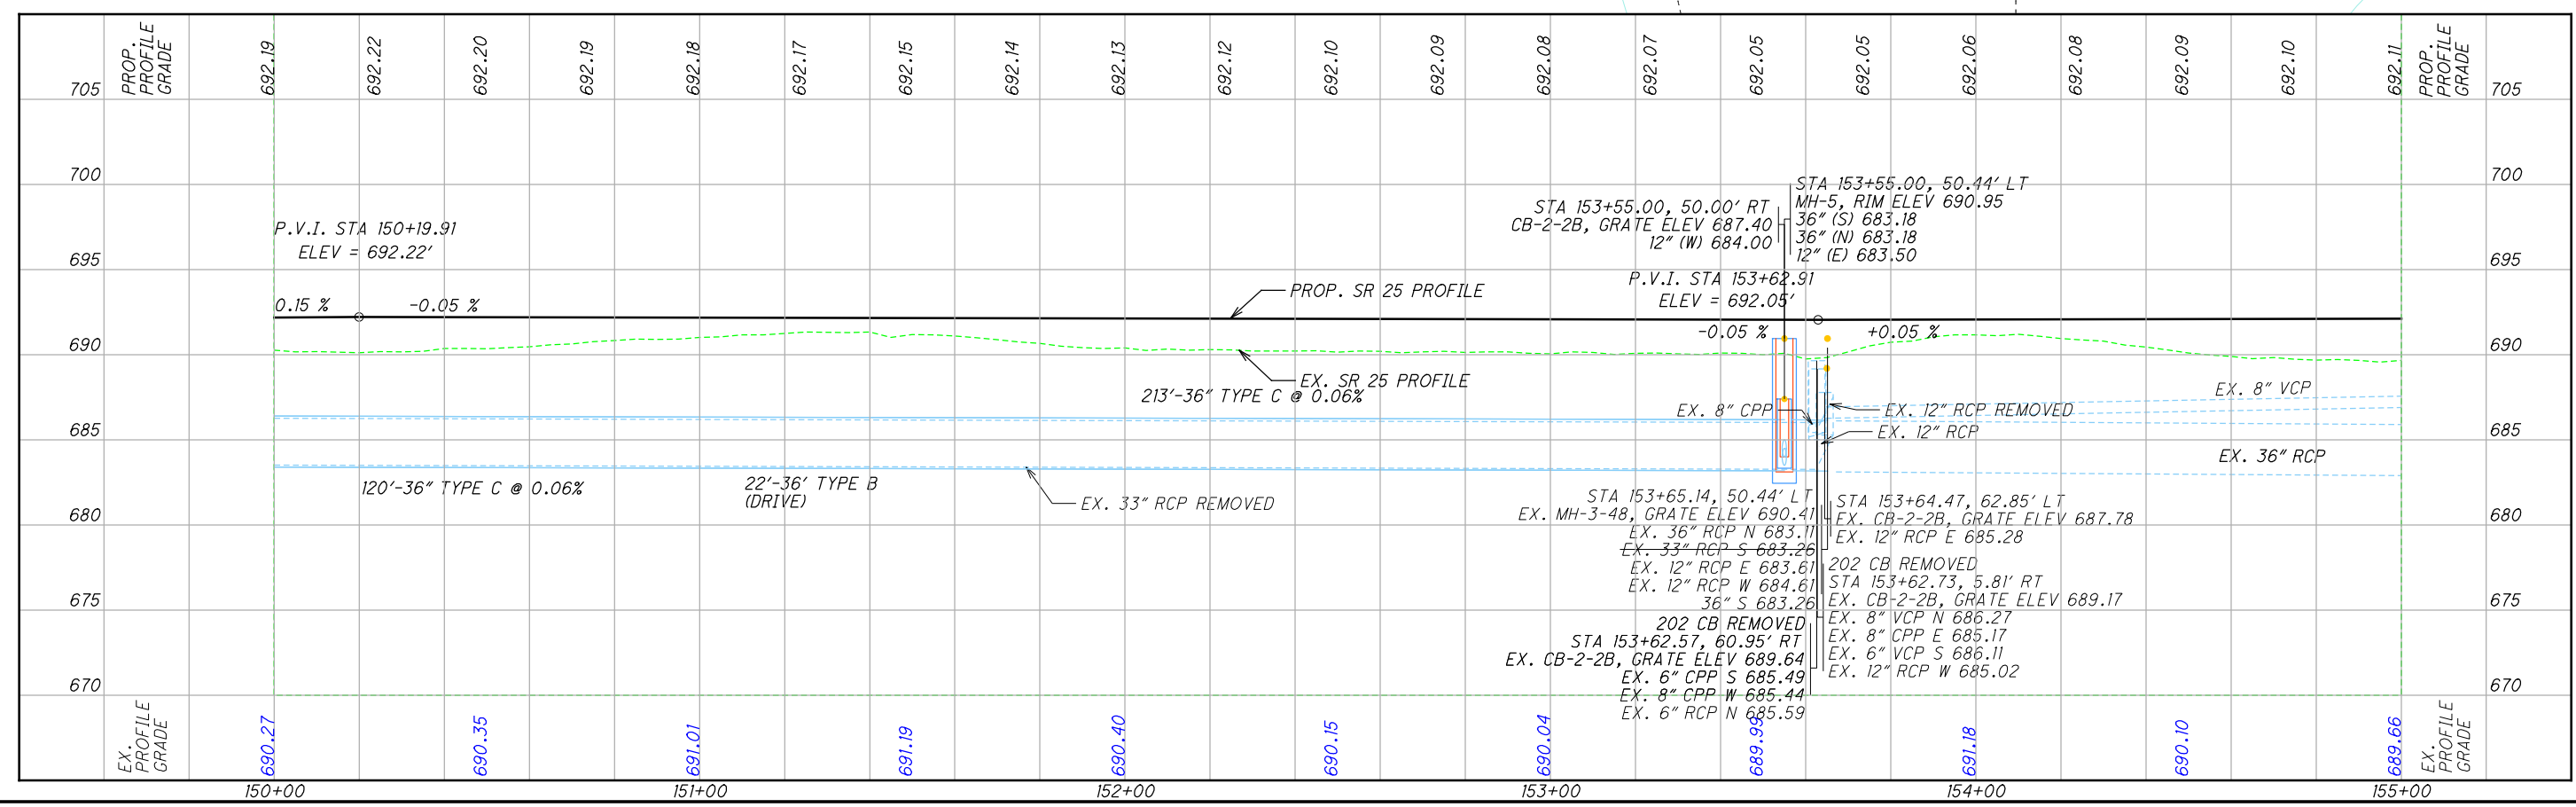 PROP.
PROFILE
GRADE
692.19
692.22
692.20
692.19
692.18
692.17
692.15
692.14
692.13
692.12
692.10
692.09
692.08
692.07
692.05
692.05
692.06
692.08
692.09
692.10
692.11
PROP.
PROFILE
GRADE
705
705
700
700
STA 153+55.00, 50.44' LT
MH-5, RIM ELEV 690.95
36" (S) 683.18
36" (N) 683.18
12" (E) 683.50
STA 153+55.00, 50.00' RT
CB-2-2B, GRATE ELEV 687.40
12" (W) 684.00
P.V.I. STA 150+19.91
ELEV = 692.22'
695
695
P.V.I. STA 153+62.91
ELEV = 692.05'
0.15 %
-0.05 %
PROP. SR 25 PROFILE
-0.05 %
+0.05 %
690
690
EX. SR 25 PROFILE
213'-36" TYPE C @ 0.06%
EX. 8" VCP
EX. 8" CPP
EX. 12" RCP REMOVED
EX. 12" RCP
685
685
EX. 36" RCP
120'-36" TYPE C @ 0.06%
22'-36' TYPE B
(DRIVE)
EX. 33" RCP REMOVED
STA 153+65.14, 50.44' LT
EX. MH-3-48, GRATE ELEV 690.41
EX. 36" RCP N 683.11
EX. 33" RCP S 683.26
EX. 12" RCP E 683.61
EX. 12" RCP W 684.61
36" S 683.26
STA 153+64.47, 62.85' LT
EX. CB-2-2B, GRATE ELEV 687.78
EX. 12" RCP E 685.28
680
680
202 CB REMOVED
STA 153+62.73, 5.81' RT
EX. CB-2-2B, GRATE ELEV 689.17
EX. 8" VCP N 686.27
EX. 8" CPP E 685.17
EX. 6" VCP S 686.11
EX. 12" RCP W 685.02
675
675
202 CB REMOVED
STA 153+62.57, 60.95' RT
EX. CB-2-2B, GRATE ELEV 689.64
EX. 6" CPP S 685.49
EX. 8" CPP W 685.44
EX. 6" RCP N 685.59
670
670
EX.
PROFILE
GRADE
690.27
690.35
691.01
691.19
690.40
690.15
690.04
689.99
691.18
690.10
689.66
EX.
PROFILE
GRADE
150+00
151+00
152+00
153+00
154+00
155+00